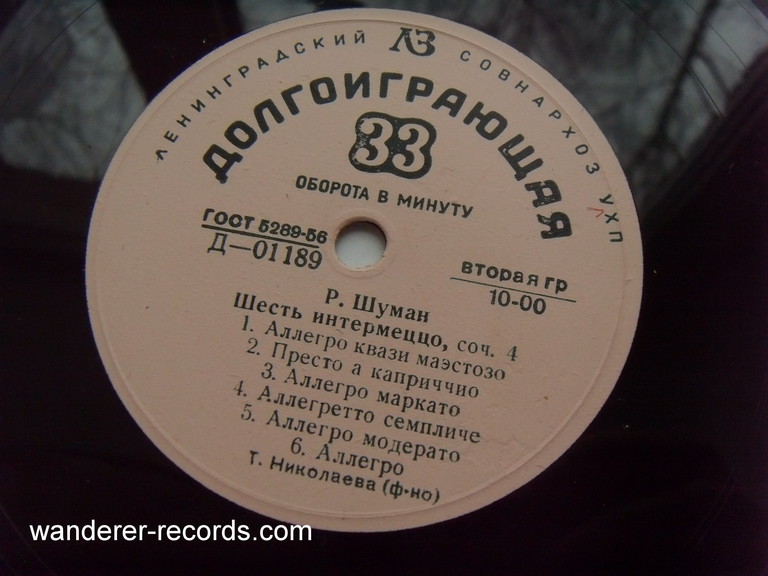 ЛЕНИНГРАДСКИЙ ЛЗ СОВНАРХОЗ УХП
ДОЛГОИГРАЮЩАЯ
33
ОБОРОТА В МИНУТУ
ГОСТ 5289-56
Д—01189
вторая гр
10-00
Р. Шуман
Шесть интермеццо, соч. 4
1. Аллегро квази маэстозо
2. Престо а каприччио
3. Аллегро маркато
4. Аллегретто семпличе
5. Аллегро модерато
6. Аллегро
Т. Николаева (ф-но)
wanderer-records.com